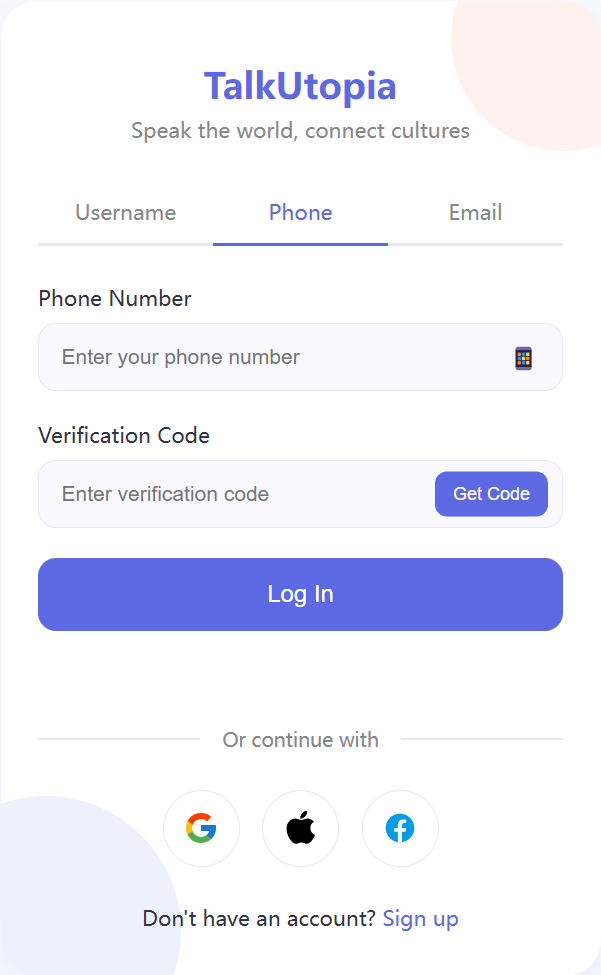 TalkUtopia
Speak the world, connect cultures
Username Phone Email
Phone Number
Enter your phone number
Verification Code
Enter verification code Get Code
Log In
Or continue with
Don't have an account? Sign up